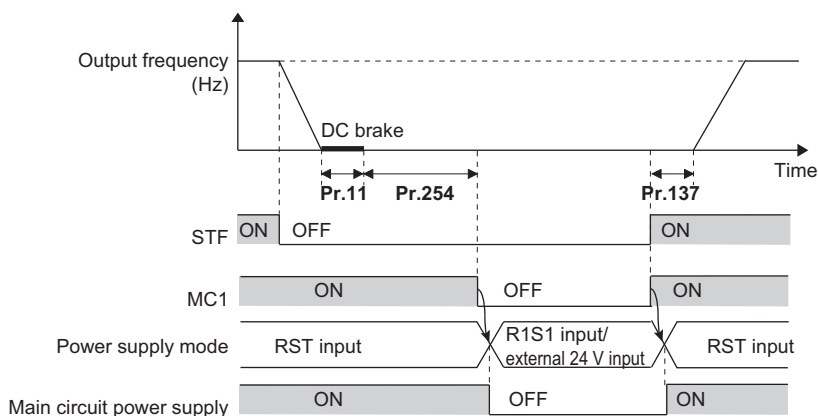 Output frequency
(Hz)
DC brake
Time
Pr.11
Pr.254
Pr.137
STF
ON
OFF
ON
MC1
ON
OFF
ON
Power supply mode
RST input
R1S1 input/
external 24 V input
RST input
Main circuit power supply
ON
OFF
ON